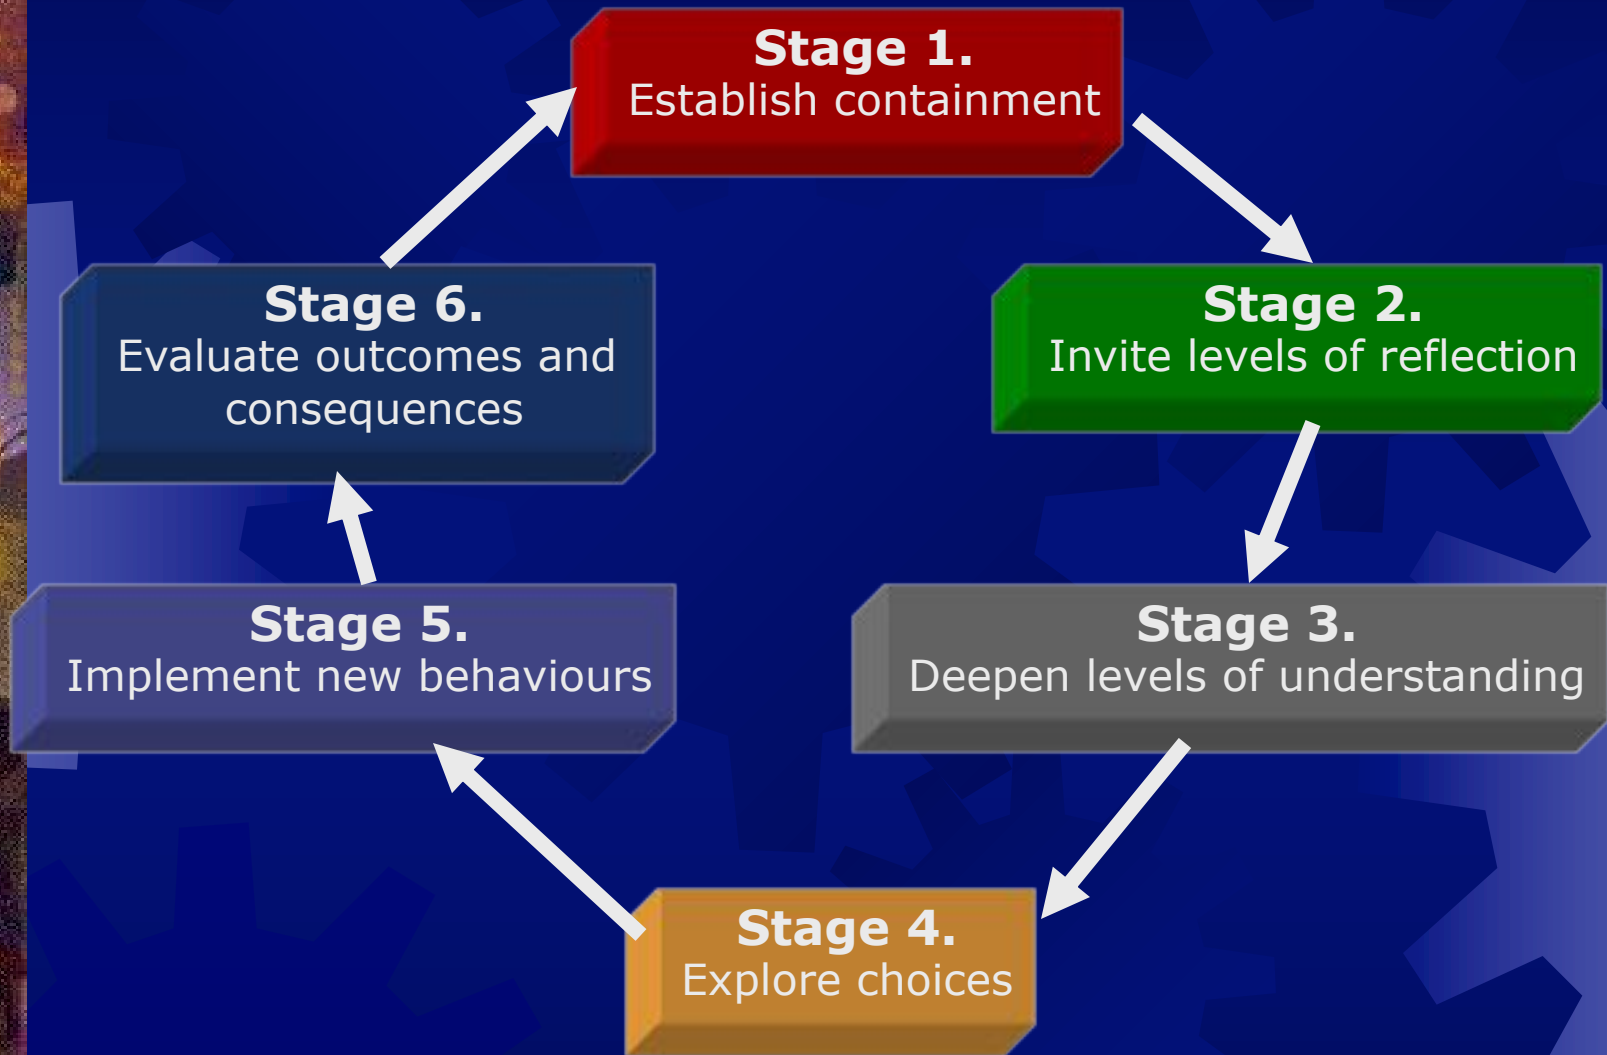 Stage 1.
Establish containment
Stage 2.
Invite levels of reflection
Stage 3.
Deepen levels of understanding
Stage 4.
Explore choices
Stage 5.
Implement new behaviours
Stage 6.
Evaluate outcomes and
consequences